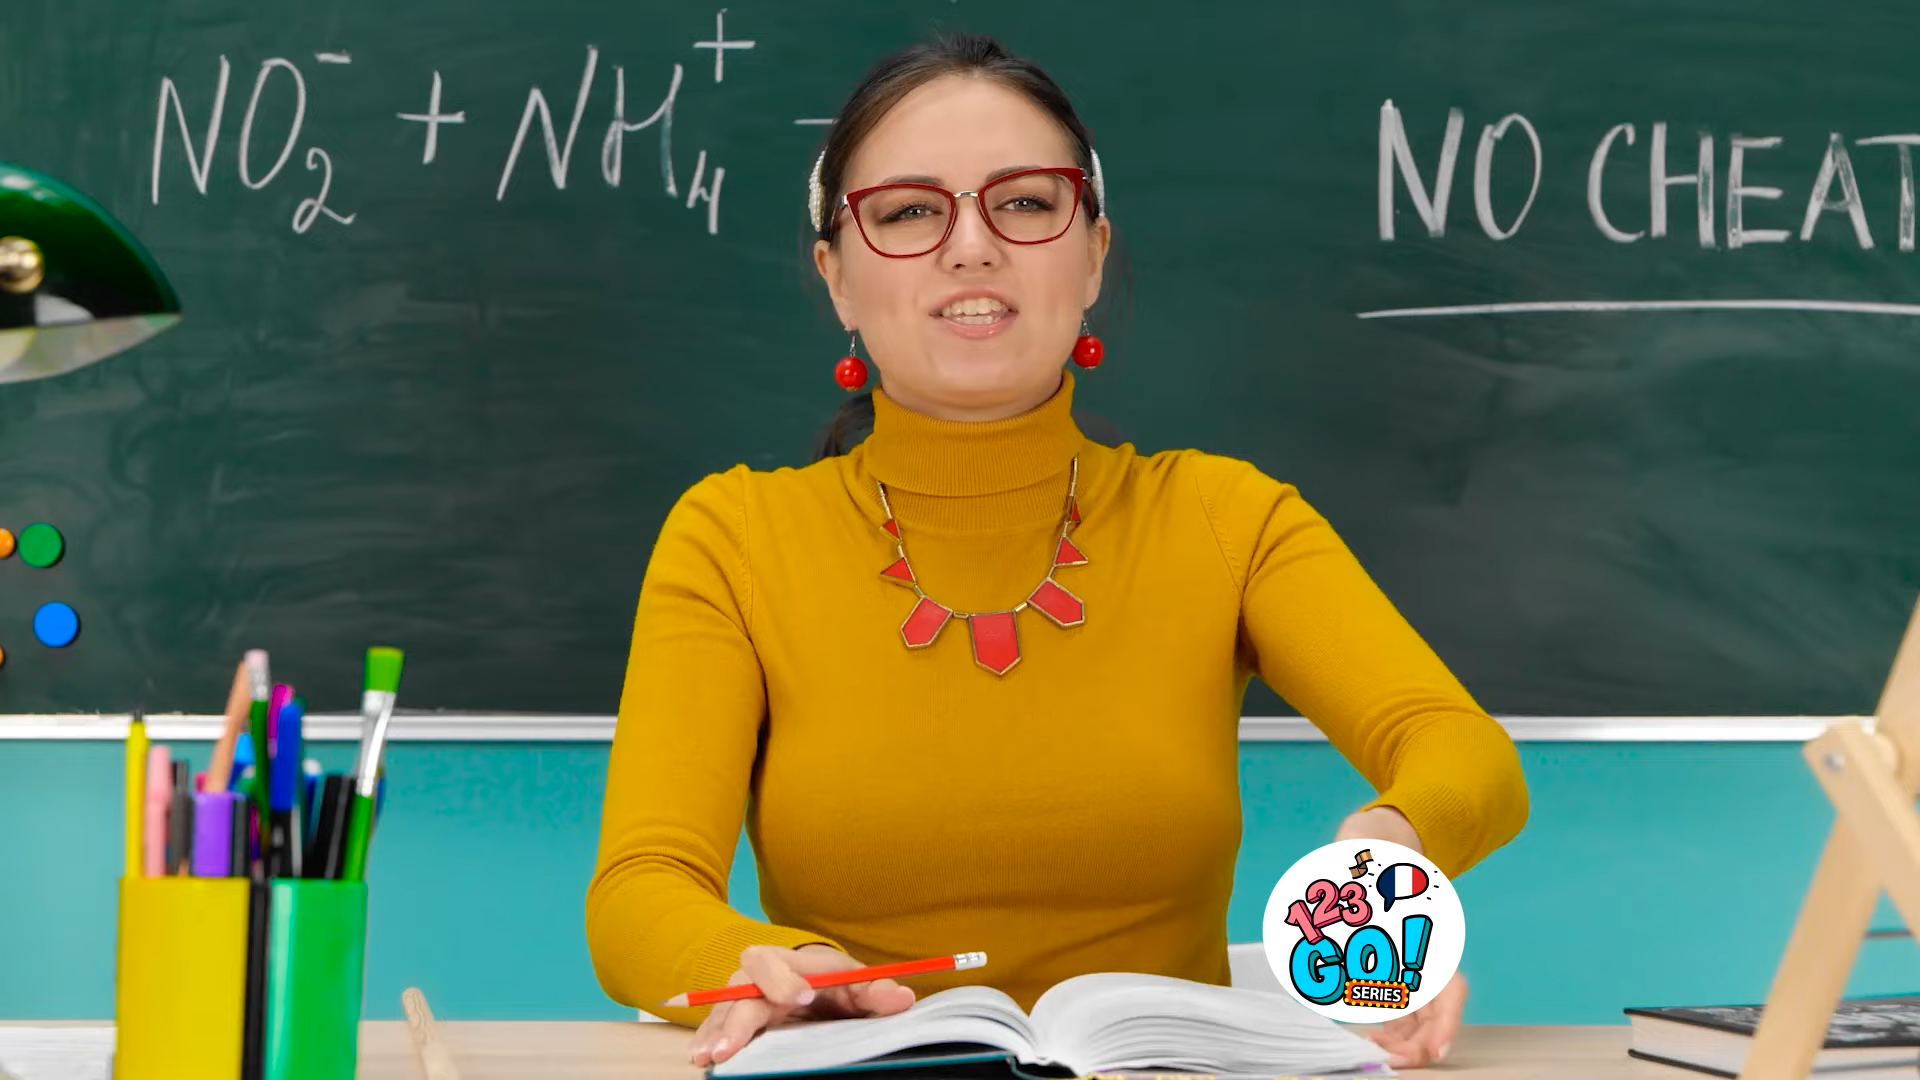 NO₂⁻ + NH₄⁺ -
NO CHEAT
123
GO!
SERIES